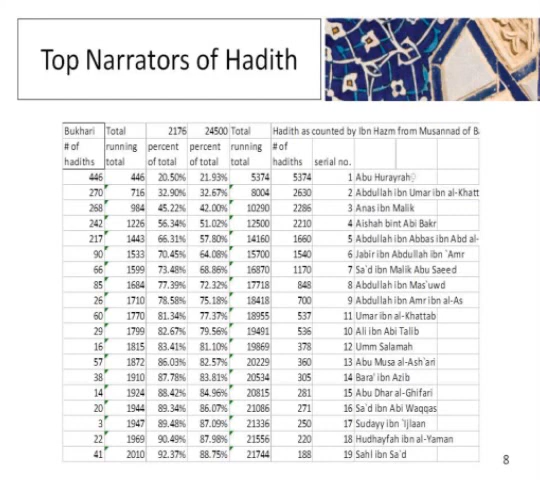 Top Narrators of Hadith
Bukhari Total 2176 24500 Total Hadith as counted by Ibn Hazm from Musannad of
# of running percent percent running # of
hadiths total of total of total total hadiths serial no.
446 446 20.50% 21.93% 5374 5374 1 Abu Hurayrah
270 716 32.90% 32.67% 8004 2630 2 Abdullah ibn Umar ibn al-Khatt
268 984 45.22% 42.00% 10290 2286 3 Anas ibn Malik
242 1226 56.34% 51.02% 12500 2210 4 Aishah bint Abi Bakr
217 1443 66.31% 57.80% 14160 1660 5 Abdullah ibn Abbas ibn Abd al-
90 1533 70.45% 64.08% 15700 1540 6 Jabir ibn Abdullah ibn `Amr
66 1599 73.48% 68.86% 16870 1170 7 Sa'd ibn Malik Abu Saeed
85 1684 77.39% 72.32% 17718 848 8 Abdullah ibn Mas'uwd
26 1710 78.58% 75.18% 18418 700 9 Abdullah ibn Amr ibn al-As
60 1770 81.34% 77.37% 18955 537 11 Umar ibn al-Khattab
29 1799 82.67% 79.56% 19491 536 10 Ali ibn Abi Talib
16 1815 83.41% 81.10% 19869 378 12 Umm Salamah
57 1872 86.03% 82.57% 20229 360 13 Abu Musa al-Ash'ari
38 1910 87.78% 83.81% 20534 305 14 Bara' ibn Azib
14 1924 88.42% 84.96% 20815 281 15 Abu Dhar al-Ghifari
20 1944 89.34% 86.07% 21086 271 16 Sa'd ibn Abi Waqqas
3 1947 89.48% 87.09% 21336 250 17 Sudayy ibn `Ijlaan
22 1969 90.49% 87.98% 21556 220 18 Hudhayfah ibn al-Yaman
41 2010 92.37% 88.75% 21744 188 19 Sahl ibn Sa'd
8